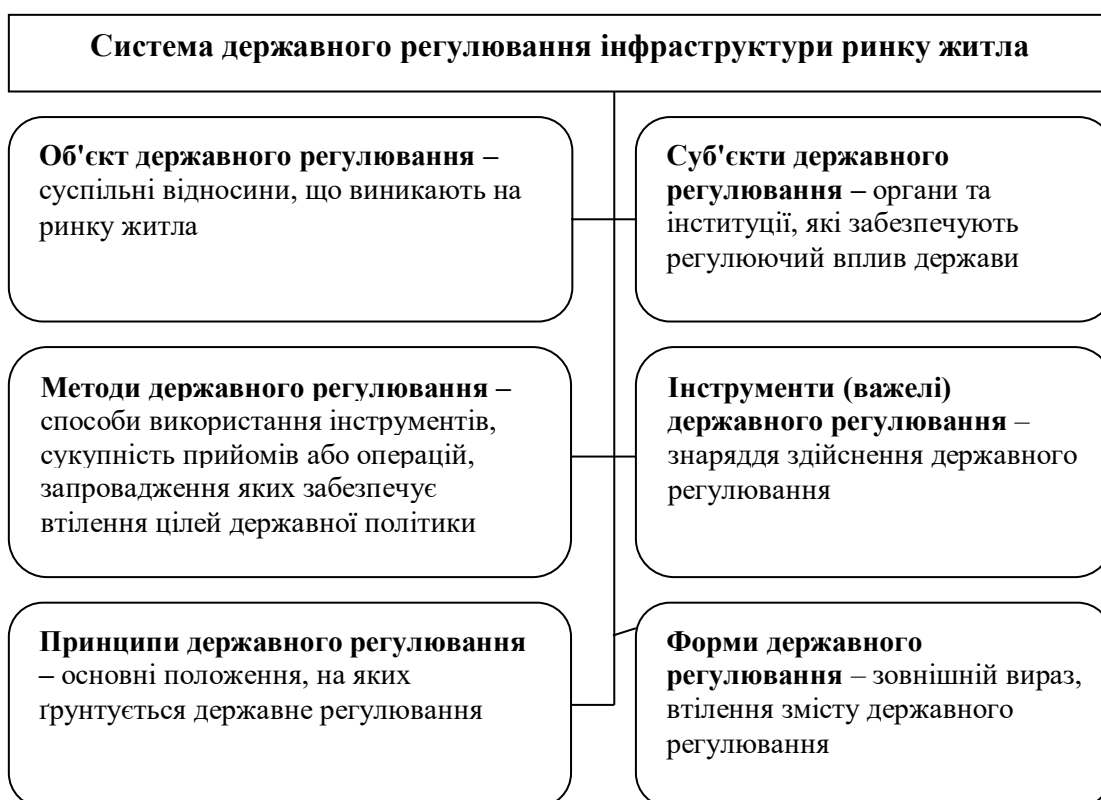 Система державного регулювання інфраструктури ринку житла
Об'єкт державного регулювання –
суспільні відносини, що виникають на
ринку житла
Суб'єкти державного
регулювання – органи та
інституції, які забезпечують
регулюючий вплив держави
Методи державного регулювання –
способи використання інструментів,
сукупність прийомів або операцій,
запровадження яких забезпечує
втілення цілей державної політики
Інструменти (важелі)
державного регулювання –
знаряддя здійснення державного
регулювання
Принципи державного регулювання
– основні положення, на яких
ґрунтується державне регулювання
Форми державного
регулювання – зовнішній вираз,
втілення змісту державного
регулювання